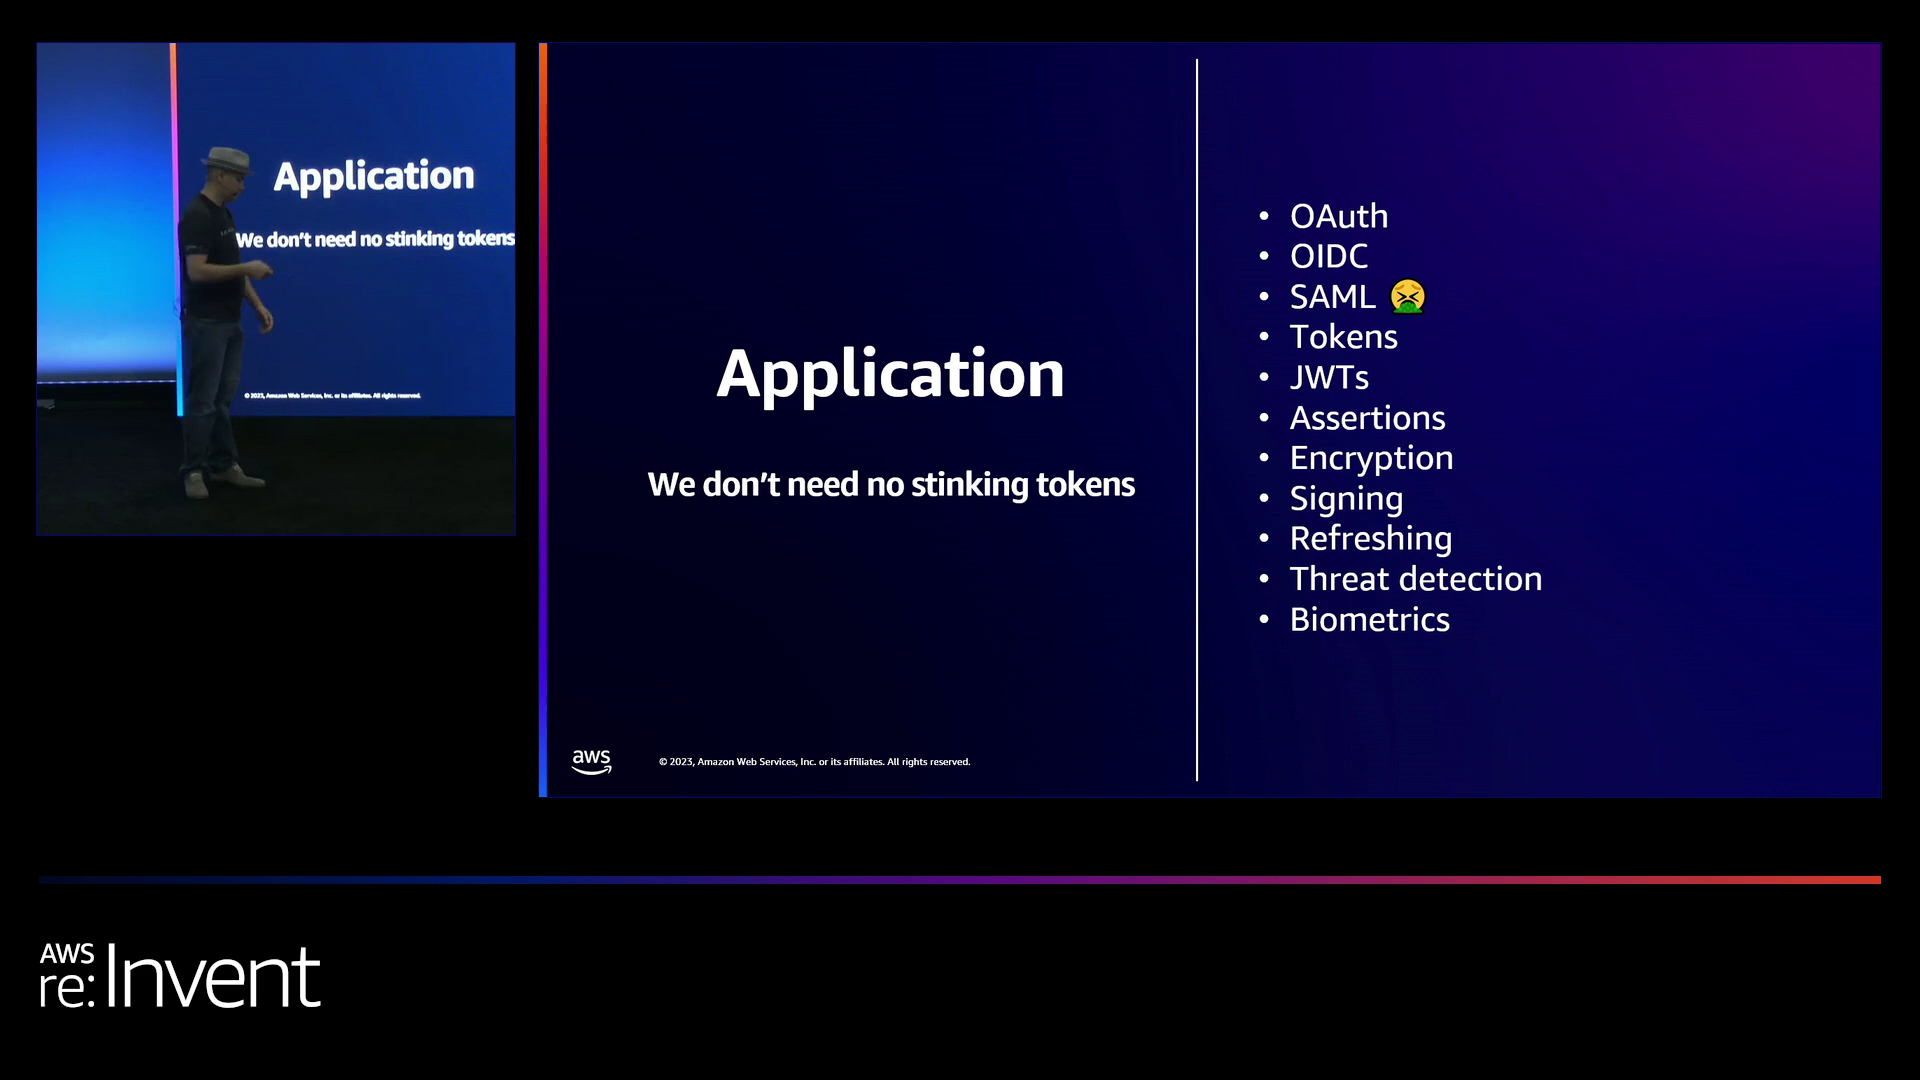 Application
We don't need no stinking tokens
© 2023, Amazon Web Services, Inc. or its affiliates. All rights reserved.
Application
We don't need no stinking tokens
• OAuth
• OIDC
• SAML 🤮
• Tokens
• JWTs
• Assertions
• Encryption
• Signing
• Refreshing
• Threat detection
• Biometrics
aws
© 2023, Amazon Web Services, Inc. or its affiliates. All rights reserved.
AWS
re:Invent